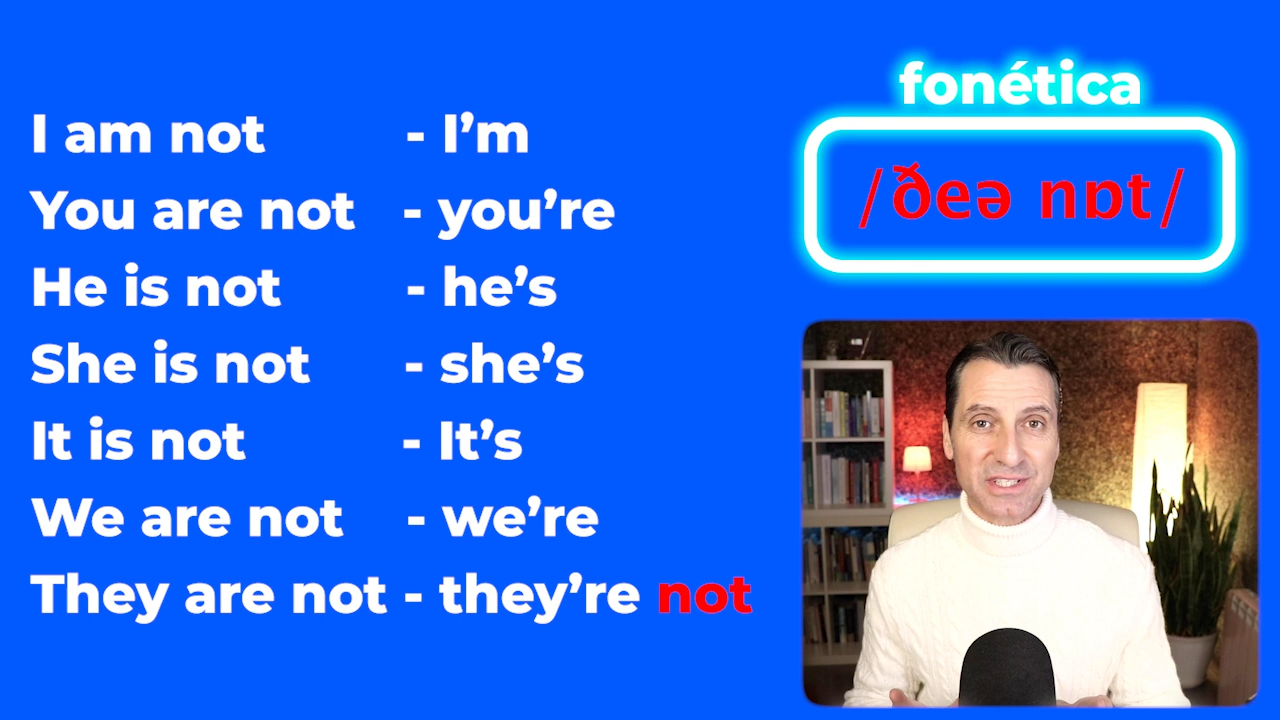 I am not - I’m
You are not - you’re
He is not - he’s
She is not - she’s
It is not - It’s
We are not - we’re
They are not - they’re not
fonética
/ðeə nɒt/